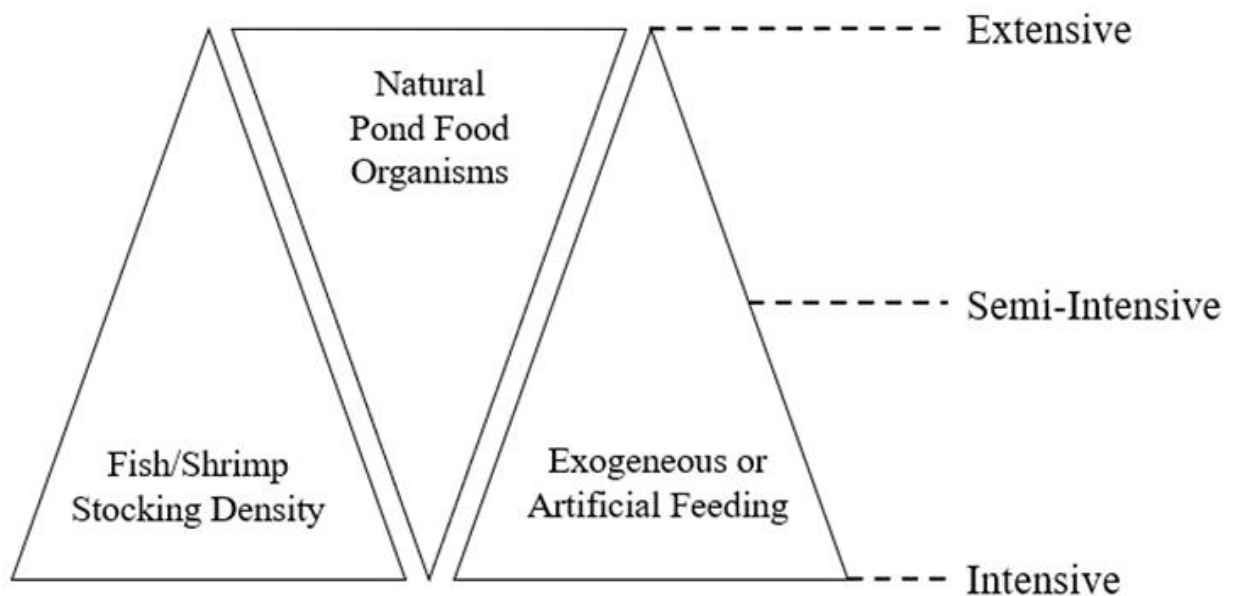 Extensive
Natural
Pond Food
Organisms
Semi-Intensive
Fish/Shrimp
Stocking Density
Exogeneous or
Artificial Feeding
Intensive